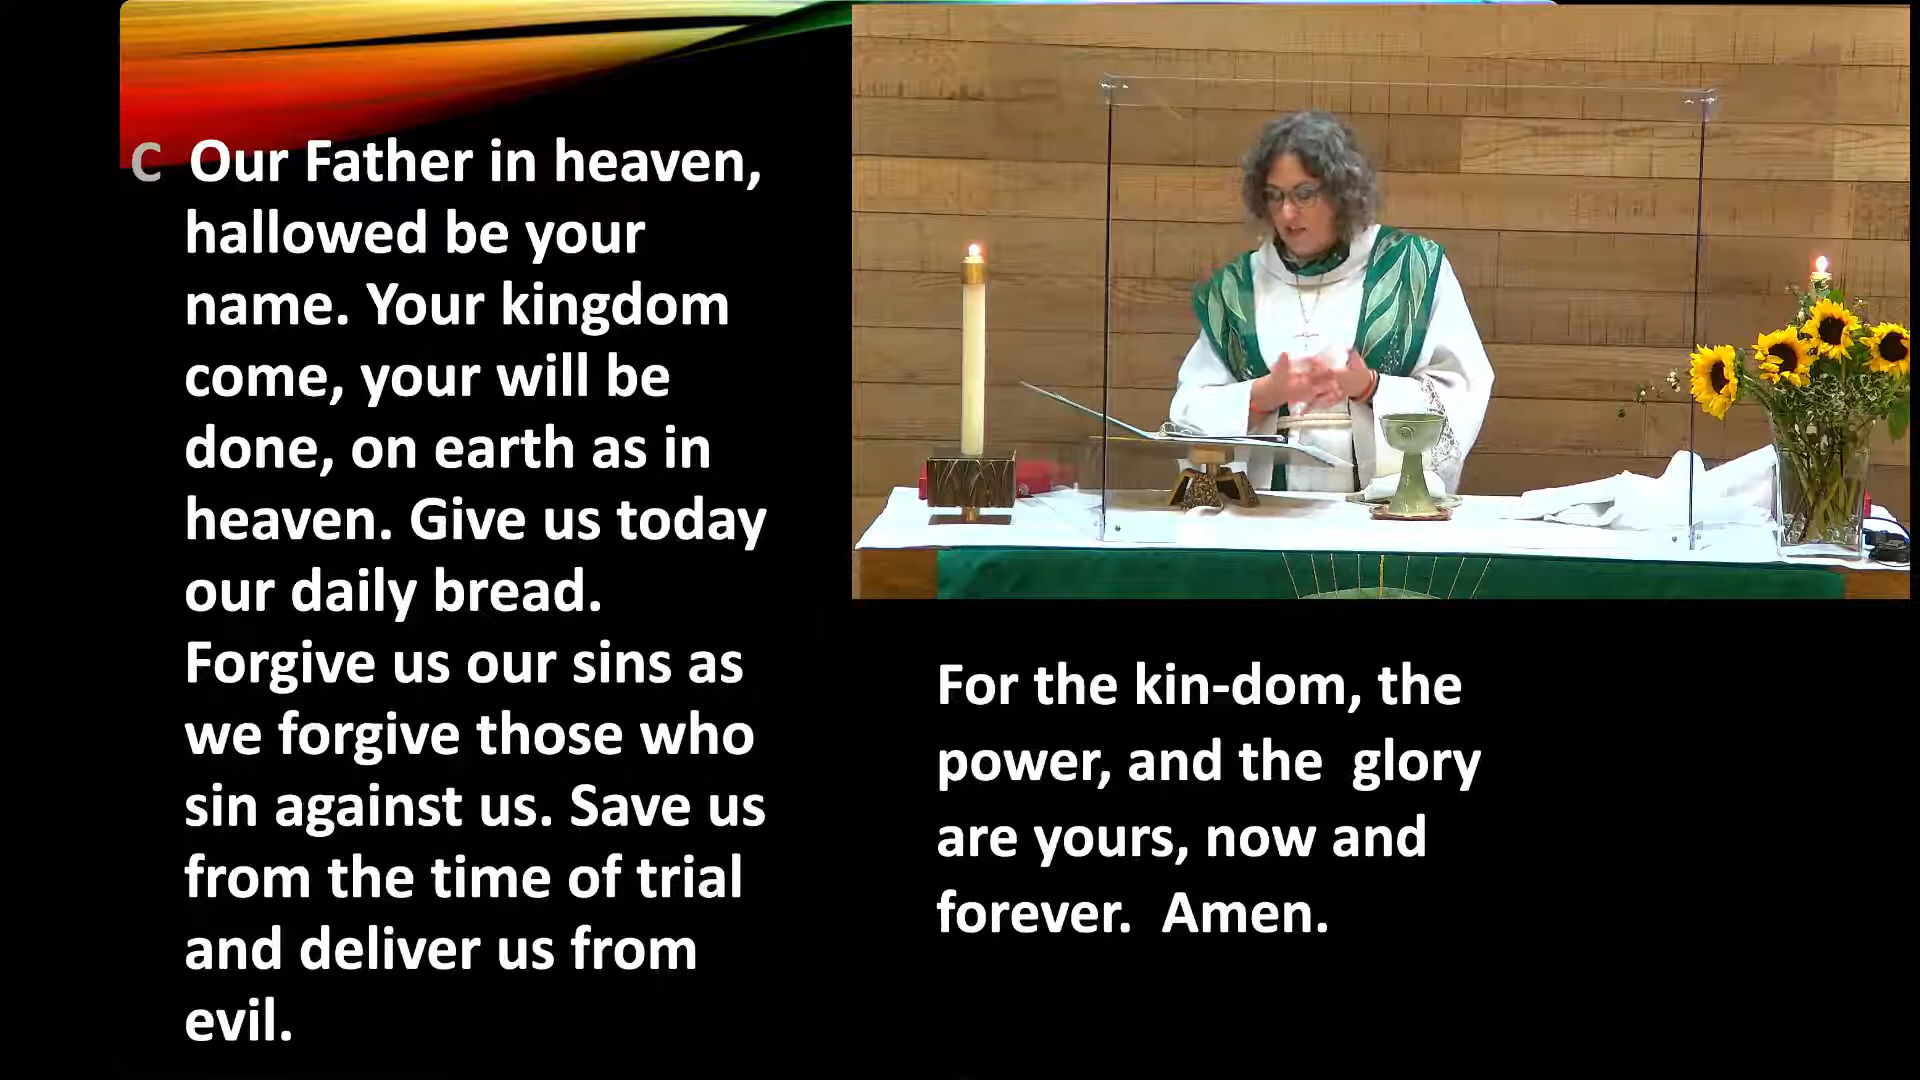 C Our Father in heaven,
hallowed be your
name. Your kingdom
come, your will be
done, on earth as in
heaven. Give us today
our daily bread.
Forgive us our sins as
we forgive those who
sin against us. Save us
from the time of trial
and deliver us from
evil.
For the kin-dom, the
power, and the glory
are yours, now and
forever. Amen.